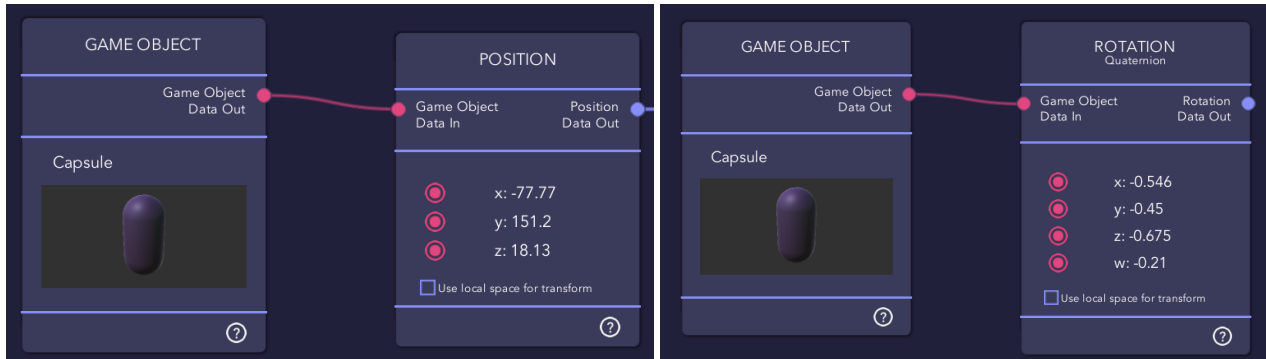 GAME OBJECT
Game Object
Data Out
Capsule
?
POSITION
Game Object
Data In
Position
Data Out
x: -77.77
y: 151.2
z: 18.13
Use local space for transform
?
GAME OBJECT
Game Object
Data Out
Capsule
?
ROTATION
Quaternion
Game Object
Data In
Rotation
Data Out
x: -0.546
y: -0.45
z: -0.675
w: -0.21
Use local space for transform
?